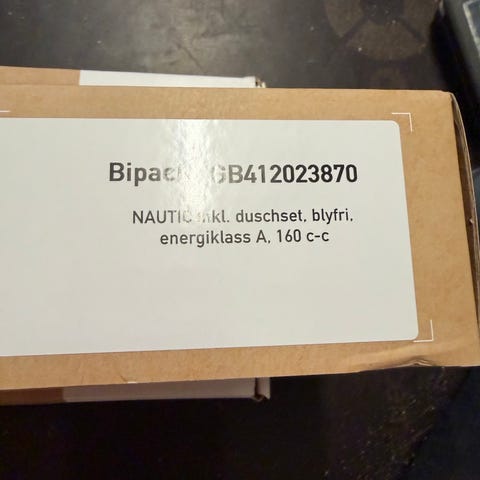 Bipack GB412023870
NAUTIC inkl. duschset, blyfri,
energiklass A, 160 c-c